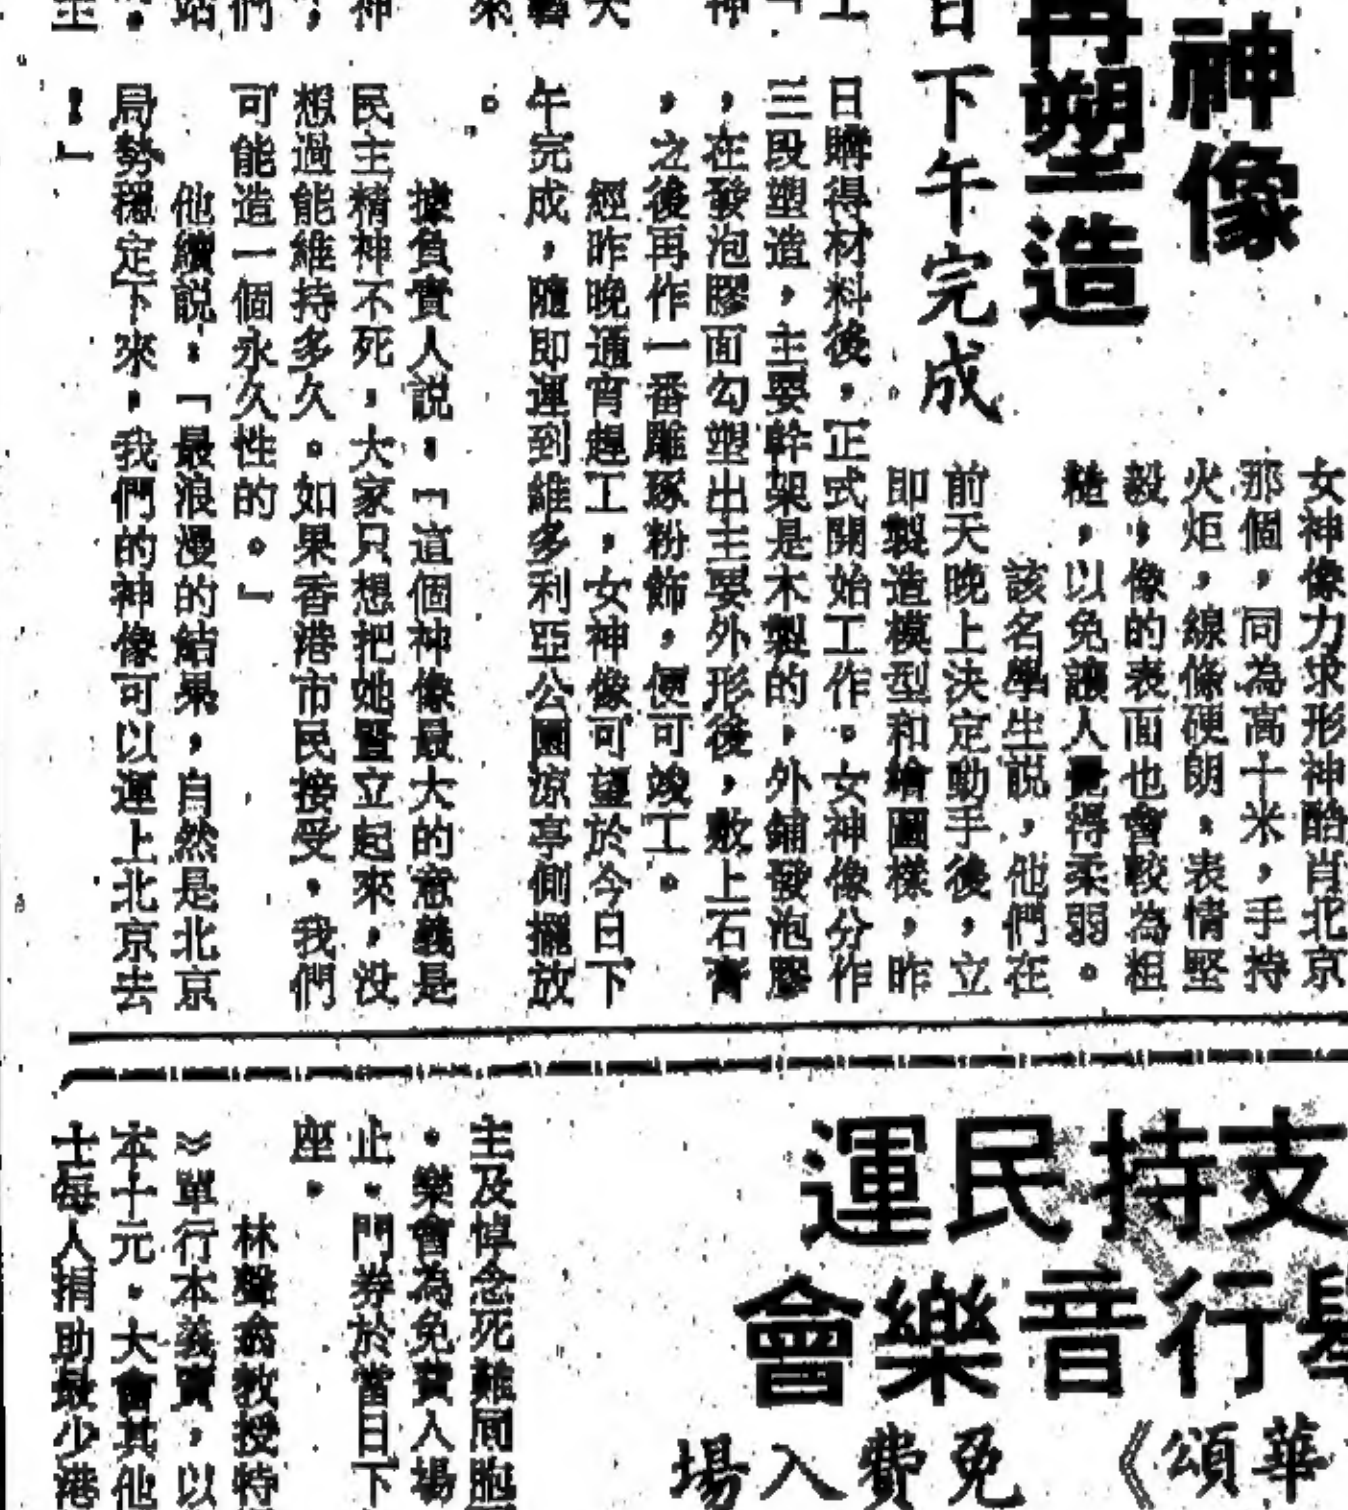 神像
再塑造
日下午完成
女神像力求形神酷肖北京
那個，同為高十米，手持
火炬，線條硬朗，表情堅
毅，像的表面也會較為粗
糙，以免讓人覺得柔弱。
該名學生說，他們在
前天晚上決定動手後，立
即製造模型和繪圖樣，昨
日購得材料後，正式開始工作。女神像分作
三段塑造，主要幹架是木製的，外鋪發泡膠
，在發泡膠面勾塑出主要外形後，敷上石膏
，之後再作一番雕琢粉飾，便可竣工。
經昨晚通宵趕工，女神像可望於今日下
午完成，隨即運到維多利亞公園涼亭側擺放
。
據負責人說：「這個神像最大的意義是
民主精神不死，大家只想把她豎立起來，没
想過能維持多久。如果香港市民接受，我們
可能造一個永久性的。」
他續說：「最浪漫的結果，自然是北京
局勢穩定下來，我們的神像可以運上北京去
！」
支持民運
舉行音樂會
華頌《
免費入場
主及悼念死難同胞
。樂會為免費入場
止。門券於當日下
座。
林聲翕教授特
》單行本義賣，以
本十元。大會其他
士每人捐助最少港